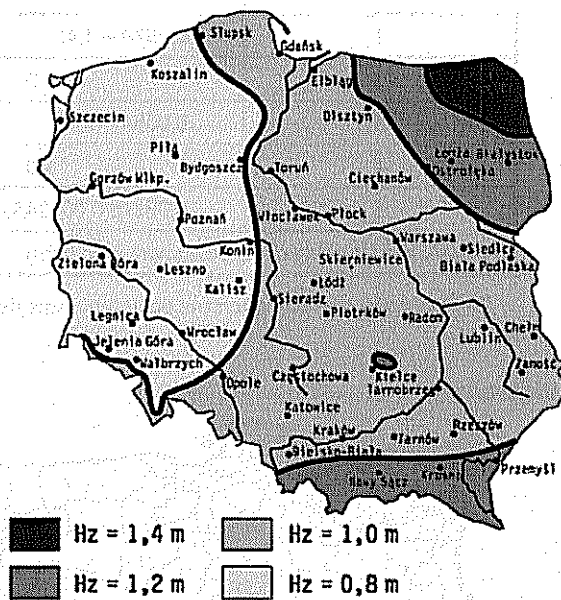 Słupsk
Gdańsk
Koszalin
Elbląg
Olsztyn
Szczecin
Piła
Bydgoszcz
Łomża Białystok
Ostrołęka
Toruń
Ciechanów
Gorzów Wlkp.
Włocławek Płock
Poznań
Warszawa
Konin
Siedlce
Skierniewice
Biała Podlaska
Zielona Góra
Leszno
Łódź
Kalisz
Sieradz
Piotrków
Radom
Legnica
Lublin
Chełm
Jelenia Góra
Wrocław
Wałbrzych
Zamość
Opole
Częstochowa
Kielce
Tarnobrzeg
Katowice
Kraków
Tarnów
Rzeszów
Bielsko-Biała
Przemyśl
Nowy Sącz
Krosno
Hz = 1,4 m
Hz = 1,0 m
Hz = 1,2 m
Hz = 0,8 m